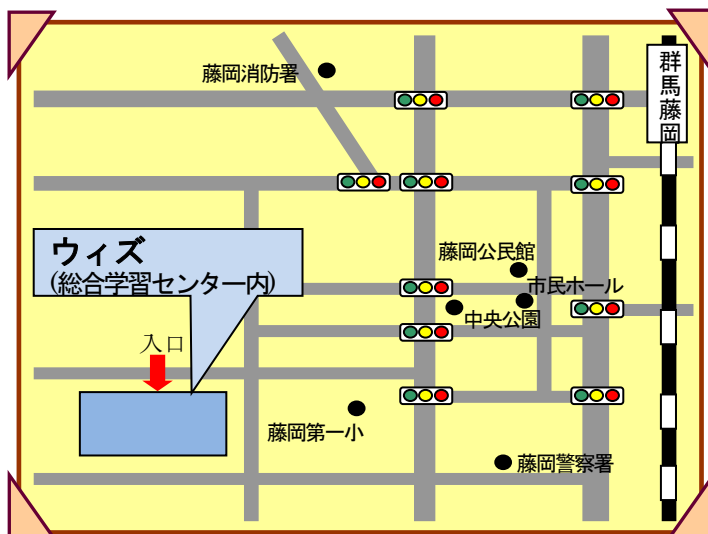 藤岡消防署
群馬藤岡
ウィズ
(総合学習センター内)
藤岡公民館
市民ホール
中央公園
入口
藤岡第一小
藤岡警察署